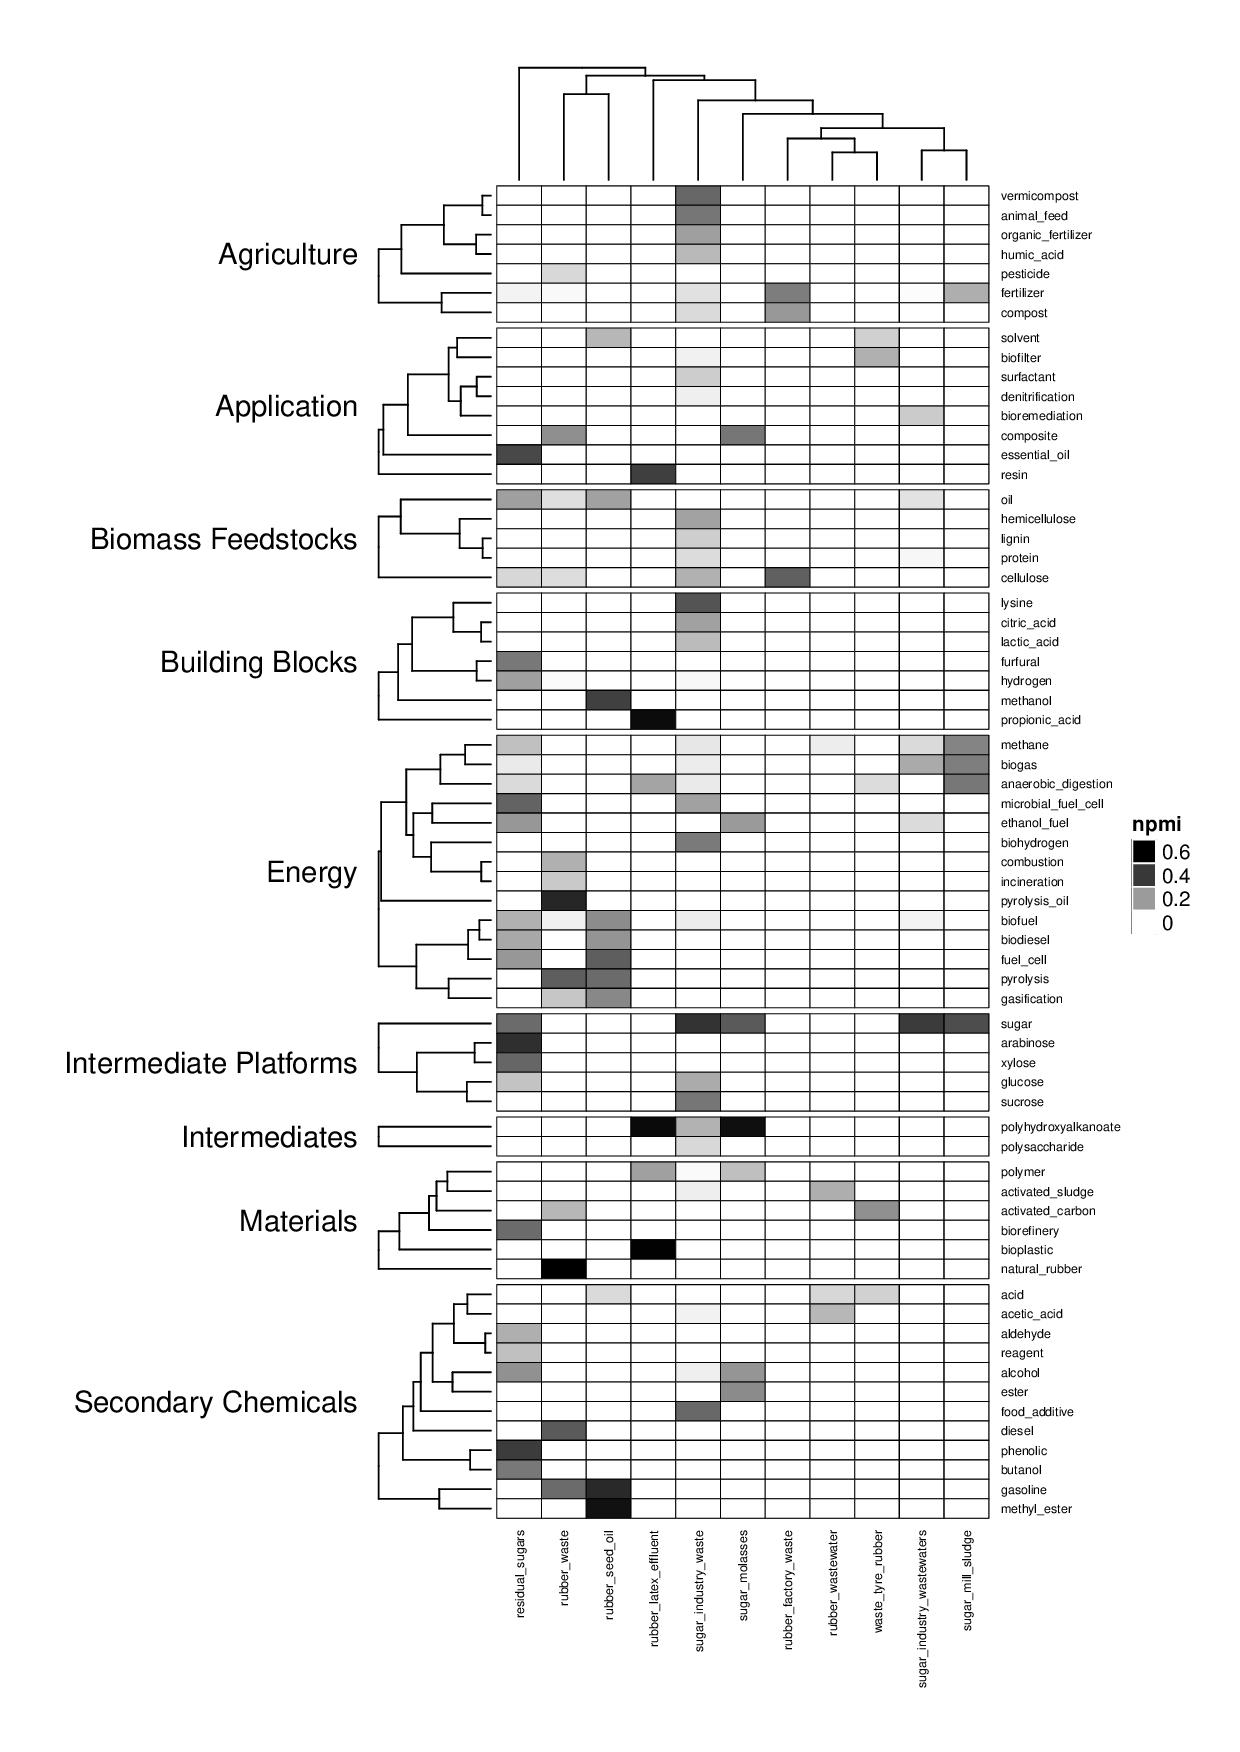 Agriculture
vermicompost
animal_feed
organic_fertilizer
humic_acid
pesticide
fertilizer
compost
Application
solvent
biofilter
surfactant
denitrification
bioremediation
composite
essential_oil
resin
Biomass Feedstocks
oil
hemicellulose
lignin
protein
cellulose
Building Blocks
lysine
citric_acid
lactic_acid
furfural
hydrogen
methanol
propionic_acid
Energy
methane
biogas
anaerobic_digestion
microbial_fuel_cell
ethanol_fuel
biohydrogen
combustion
incineration
pyrolysis_oil
biofuel
biodiesel
fuel_cell
pyrolysis
gasification
npmi
0.6
0.4
0.2
0
Intermediate Platforms
sugar
arabinose
xylose
glucose
sucrose
Intermediates
polyhydroxyalkanoate
polysaccharide
Materials
polymer
activated_sludge
activated_carbon
biorefinery
bioplastic
natural_rubber
Secondary Chemicals
acid
acetic_acid
aldehyde
reagent
alcohol
ester
food_additive
diesel
phenolic
butanol
gasoline
methyl_ester
residual_sugars
rubber_waste
rubber_seed_oil
rubber_latex_effluent
sugar_industry_waste
sugar_molasses
rubber_factory_waste
rubber_wastewater
waste_tyre_rubber
sugar_industry_wastewaters
sugar_mill_sludge